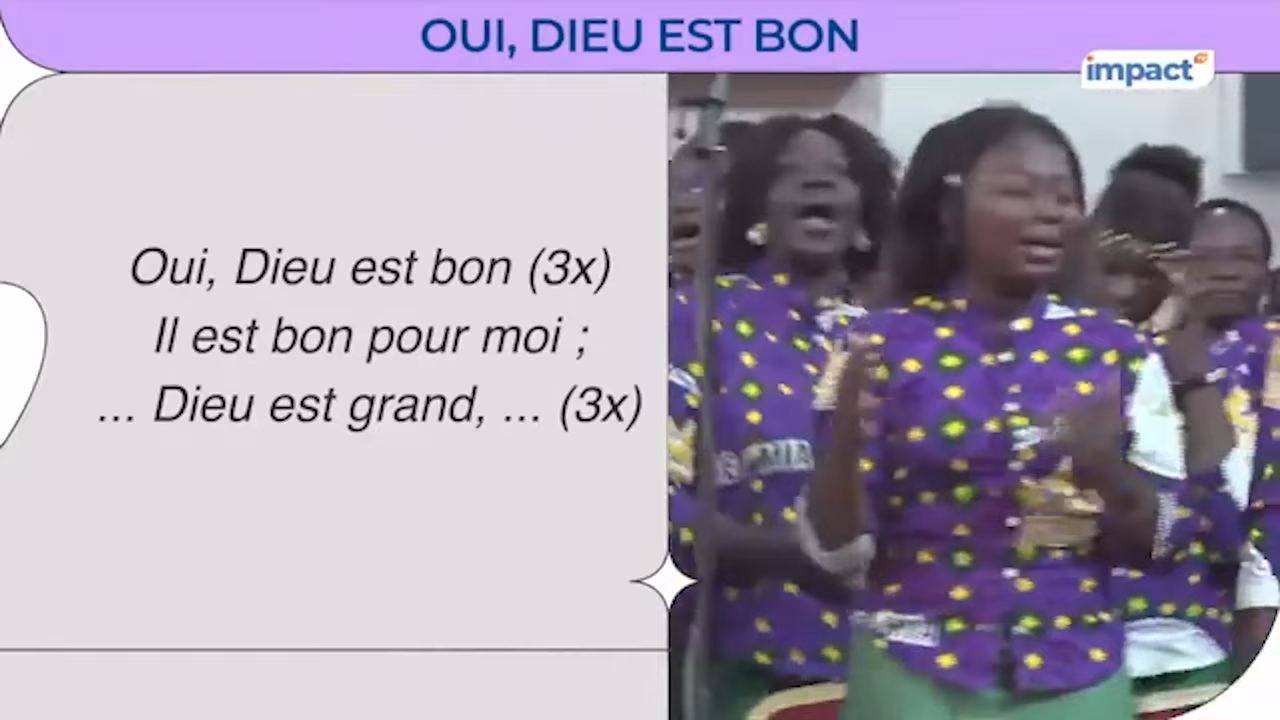 OUI, DIEU EST BON
impact
Oui, Dieu est bon (3x)
Il est bon pour moi ;
... Dieu est grand, ... (3x)